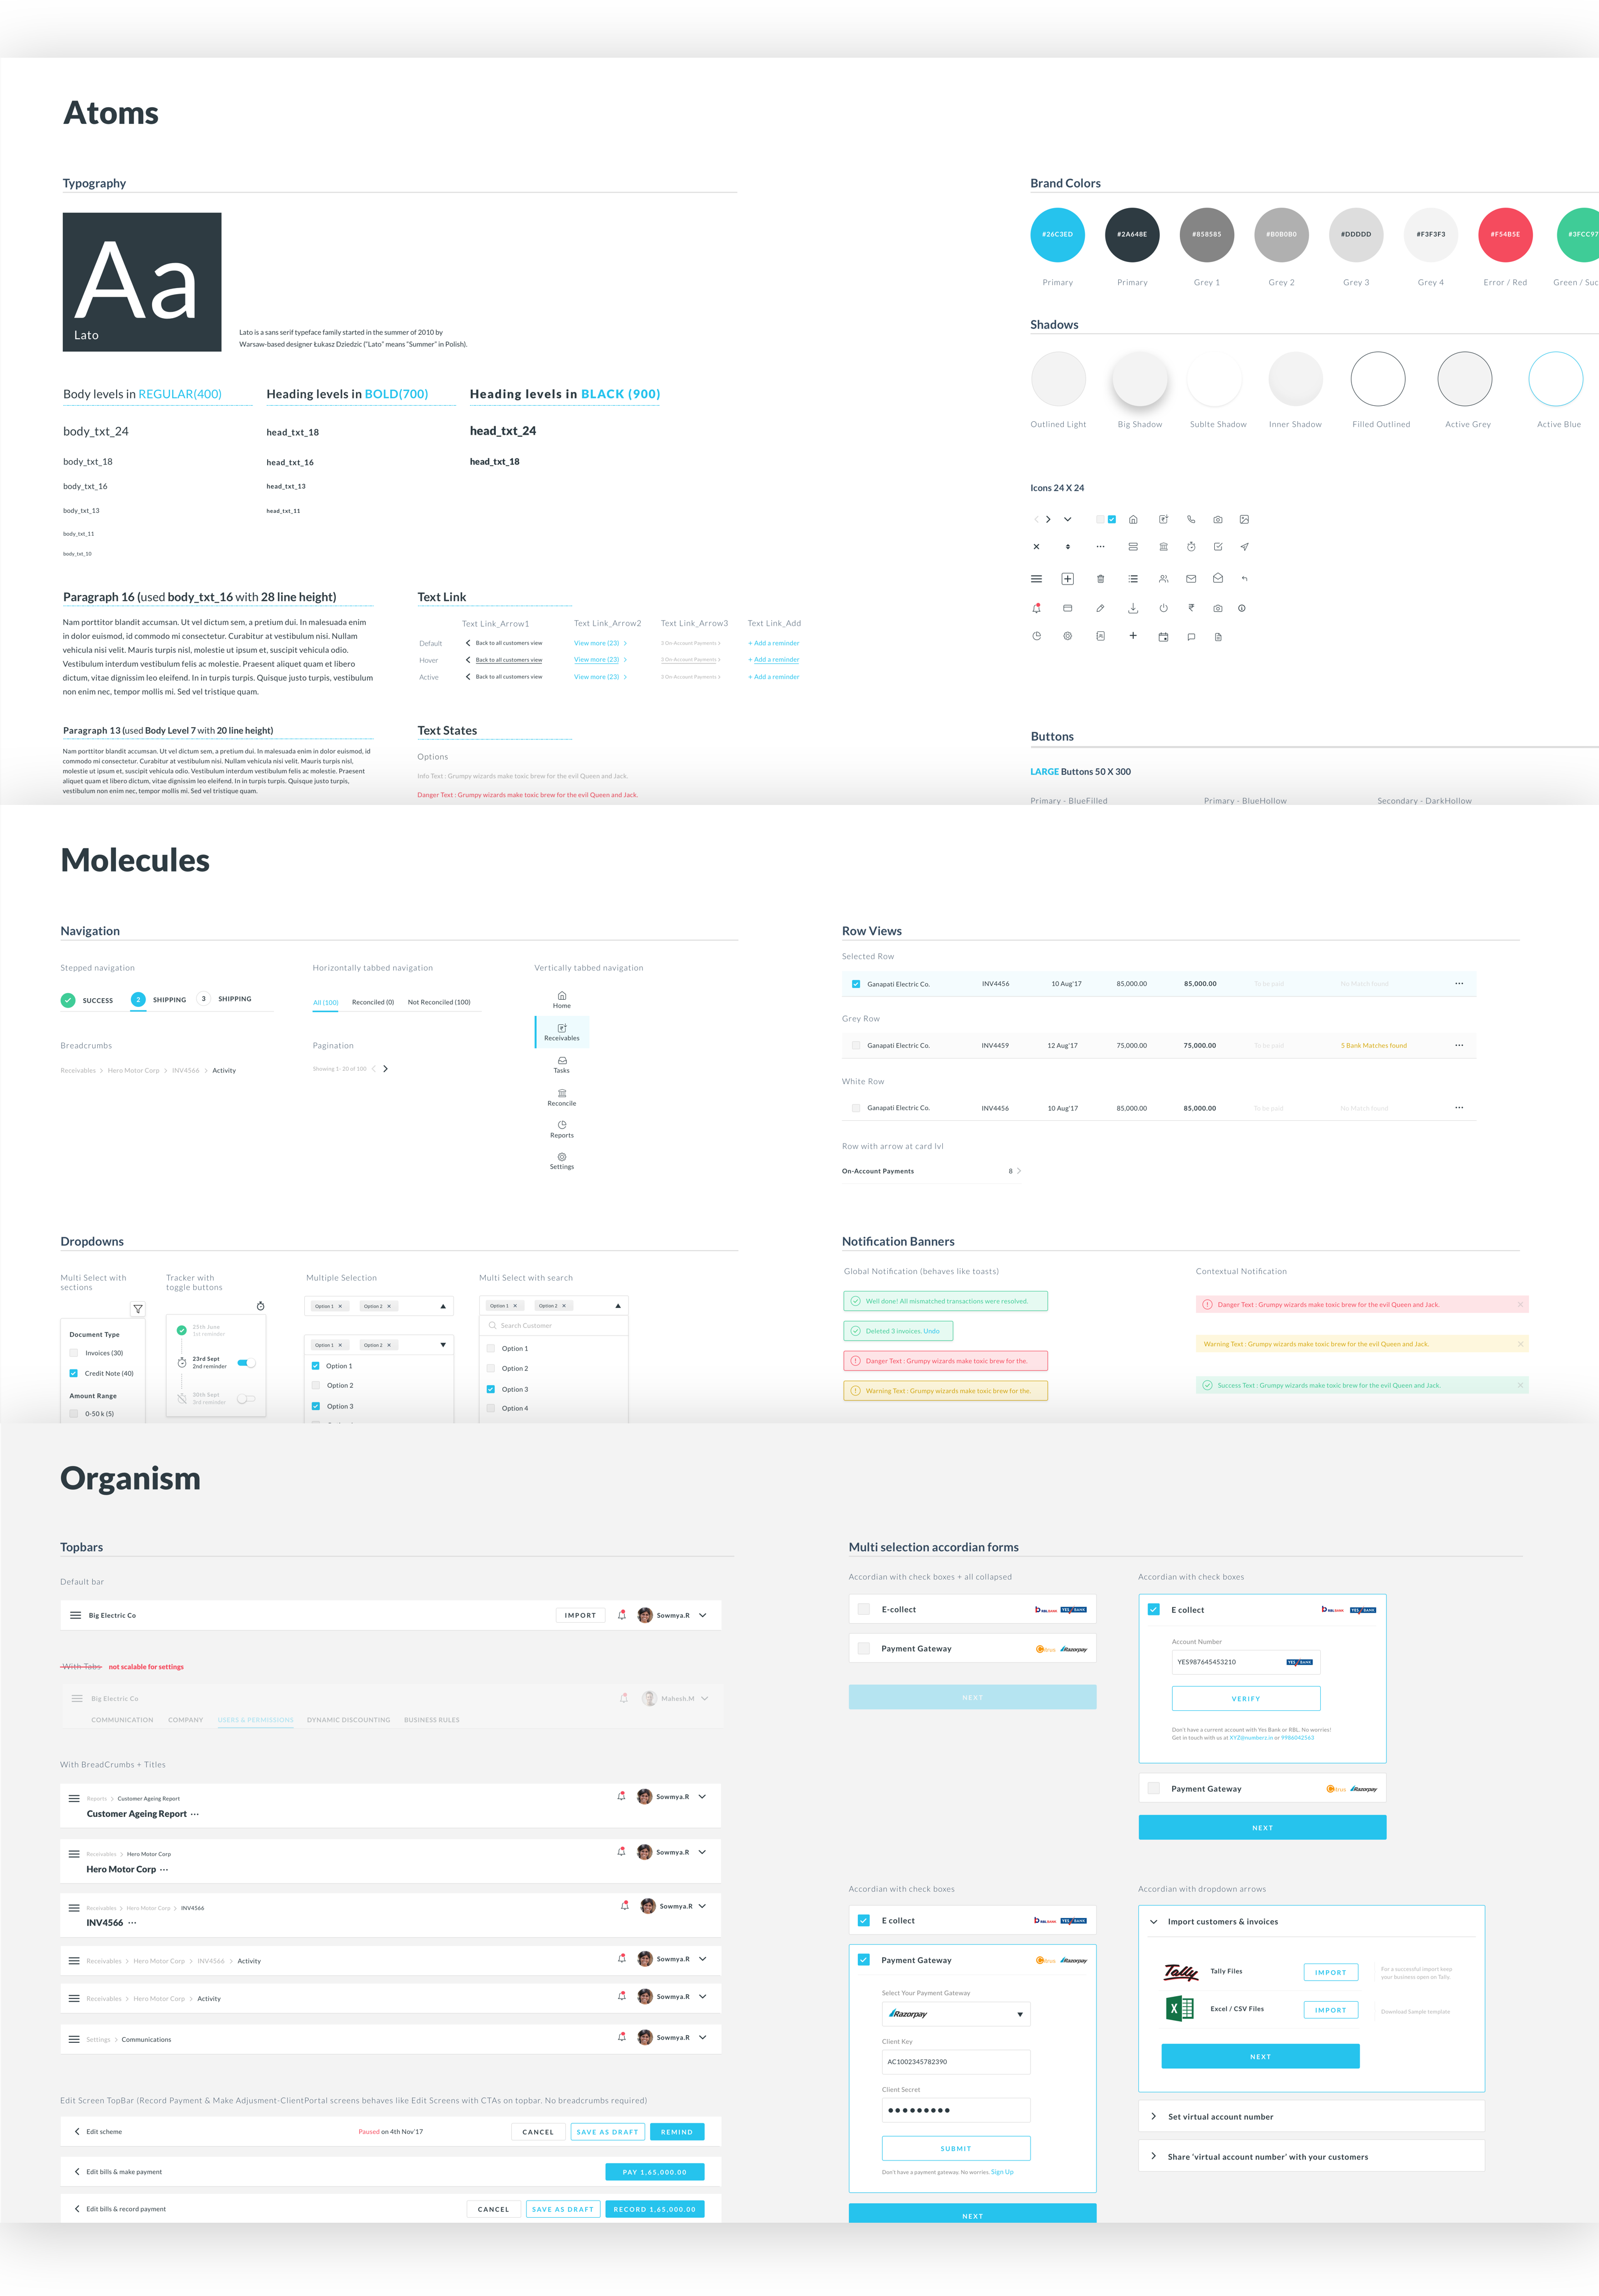 Atoms
Typography
Aa
Lato
Lato is a sans serif typeface family started in the summer of 2010 by
Warsaw-based designer Łukasz Dziedzic ("Lato" means "Summer" in Polish).
Body levels in REGULAR(400)
body_txt_24
body_txt_18
body_txt_16
body_txt_13
body_txt_11
body_txt_10
Heading levels in BOLD(700)
head_txt_18
head_txt_16
head_txt_13
head_txt_11
Heading levels in BLACK (900)
head_txt_24
head_txt_18
Paragraph 16 (used body_txt_16 with 28 line height)
Nam porttitor blandit accumsan. Ut vel dictum sem, a pretium dui. In malesuada enim
in dolor euismod, id commodo mi consectetur. Curabitur at vestibulum nisi. Nullam
vehicula nisi velit. Mauris turpis nisl, molestie ut ipsum et, suscipit vehicula odio.
Vestibulum interdum vestibulum felis ac molestie. Praesent aliquet quam et libero
dictum, vitae dignissim leo eleifend. In in turpis turpis. Quisque justo turpis, vestibulum
non enim nec, tempor mollis mi. Sed vel tristique quam.
Paragraph 13 (used Body Level 7 with 20 line height)
Nam porttitor blandit accumsan. Ut vel dictum sem, a pretium dui. In malesuada enim in dolor euismod, id
commodo mi consectetur. Curabitur at vestibulum nisi. Nullam vehicula nisi velit. Mauris turpis nisl,
molestie ut ipsum et, suscipit vehicula odio. Vestibulum interdum vestibulum felis ac molestie. Praesent
aliquet quam et libero dictum, vitae dignissim leo eleifend. In in turpis turpis. Quisque justo turpis,
vestibulum non enim nec, tempor mollis mi. Sed vel tristique quam.
Text Link
Text Link_Arrow1 Text Link_Arrow2 Text Link_Arrow3 Text Link_Add
Default Back to all customers view View more (23) 3 On-Account Payments + Add a reminder
Hover Back to all customers view View more (23) 3 On-Account Payments + Add a reminder
Active Back to all customers view View more (23) 3 On-Account Payments + Add a reminder
Text States
Options
Info Text : Grumpy wizards make toxic brew for the evil Queen and Jack.
Danger Text : Grumpy wizards make toxic brew for the evil Queen and Jack.
Brand Colors
#26C3ED #2A648E #858585 #B0B0B0 #DDDDD #F3F3F3 #F54B5E #3FCC97
Primary Primary Grey 1 Grey 2 Grey 3 Grey 4 Error / Red Green / Suc
Shadows
Outlined Light Big Shadow Sublte Shadow Inner Shadow Filled Outlined Active Grey Active Blue
Icons 24 X 24
Buttons
LARGE Buttons 50 X 300
Primary - BlueFilled Primary - BlueHollow Secondary - DarkHollow
Molecules
Navigation
Stepped navigation
SUCCESS 2 SHIPPING 3 SHIPPING
Breadcrumbs
Receivables > Hero Motor Corp > INV4566 > Activity
Horizontally tabbed navigation
All (100) Reconciled (0) Not Reconciled (100)
Pagination
Showing 1- 20 of 100
Vertically tabbed navigation
Home
Receivables
Tasks
Reconcile
Reports
Settings
Row Views
Selected Row
Ganapati Electric Co. INV4456 10 Aug'17 85,000.00 85,000.00 To be paid No Match found
Grey Row
Ganapati Electric Co. INV4459 12 Aug'17 75,000.00 75,000.00 To be paid 5 Bank Matches found
White Row
Ganapati Electric Co. INV4456 10 Aug'17 85,000.00 85,000.00 To be paid No Match found
Row with arrow at card lvl
On-Account Payments 8
Dropdowns
Multi Select with
sections
Document Type
Invoices (30)
Credit Note (40)
Amount Range
0-50 k (5)
Tracker with
toggle buttons
25th June
1st reminder
23rd Sept
2nd reminder
30th Sept
3rd reminder
Multiple Selection
Option 1 × Option 2 ×
Option 1 × Option 2 ×
Option 1
Option 2
Option 3
Multi Select with search
Option 1 × Option 2 ×
Search Customer
Option 1
Option 2
Option 3
Option 4
Notification Banners
Global Notification (behaves like toasts)
Well done! All mismatched transactions were resolved.
Deleted 3 invoices. Undo
Danger Text : Grumpy wizards make toxic brew for the.
Warning Text : Grumpy wizards make toxic brew for the.
Contextual Notification
Danger Text : Grumpy wizards make toxic brew for the evil Queen and Jack.
Warning Text : Grumpy wizards make toxic brew for the evil Queen and Jack.
Success Text : Grumpy wizards make toxic brew for the evil Queen and Jack.
Organism
Topbars
Default bar
Big Electric Co IMPORT Sowmya.R
With Tabs not scalable for settings
Big Electric Co Mahesh.M
COMMUNICATION COMPANY USERS & PERMISSIONS DYNAMIC DISCOUNTING BUSINESS RULES
With BreadCrumbs + Titles
Reports > Customer Ageing Report Sowmya.R
Customer Ageing Report ...
Receivables > Hero Motor Corp Sowmya.R
Hero Motor Corp ...
Receivables > Hero Motor Corp > INV4566 Sowmya.R
INV4566 ...
Receivables > Hero Motor Corp > INV4566 > Activity Sowmya.R
Receivables > Hero Motor Corp > Activity Sowmya.R
Settings > Communications Sowmya.R
Edit Screen TopBar (Record Payment & Make Adjusment-ClientPortal screens behaves like Edit Screens with CTAs on topbar. No breadcrumbs required)
Edit scheme Paused on 4th Nov'17 CANCEL SAVE AS DRAFT REMIND
Edit bills & make payment PAY 1,65,000.00
Edit bills & record payment CANCEL SAVE AS DRAFT RECORD 1,65,000.00
Multi selection accordian forms
Accordian with check boxes + all collapsed
E-collect RBLBANK YES BANK
Payment Gateway Citrus Razorpay
NEXT
Accordian with check boxes
E collect RBLBANK YES BANK
Account Number
YES987645453210 YES BANK
VERIFY
Don't have a current account with Yes Bank or RBL. No worries!
Get in touch with us at XYZ@numberz.in or 9986042563
Payment Gateway Citrus Razorpay
NEXT
Accordian with check boxes
E collect RBLBANK YES BANK
Payment Gateway Citrus Razorpay
Select Your Payment Gateway
Razorpay
Client Key
AC1002345782390
Client Secret
SUBMIT
Don't have a payment gateway. No worries. Sign Up
NEXT
Accordian with dropdown arrows
Import customers & invoices
Tally Tally Files IMPORT For a successful import keep
your business open on Tally.
X Excel / CSV Files IMPORT Download Sample template
NEXT
Set virtual account number
Share 'virtual account number' with your customers